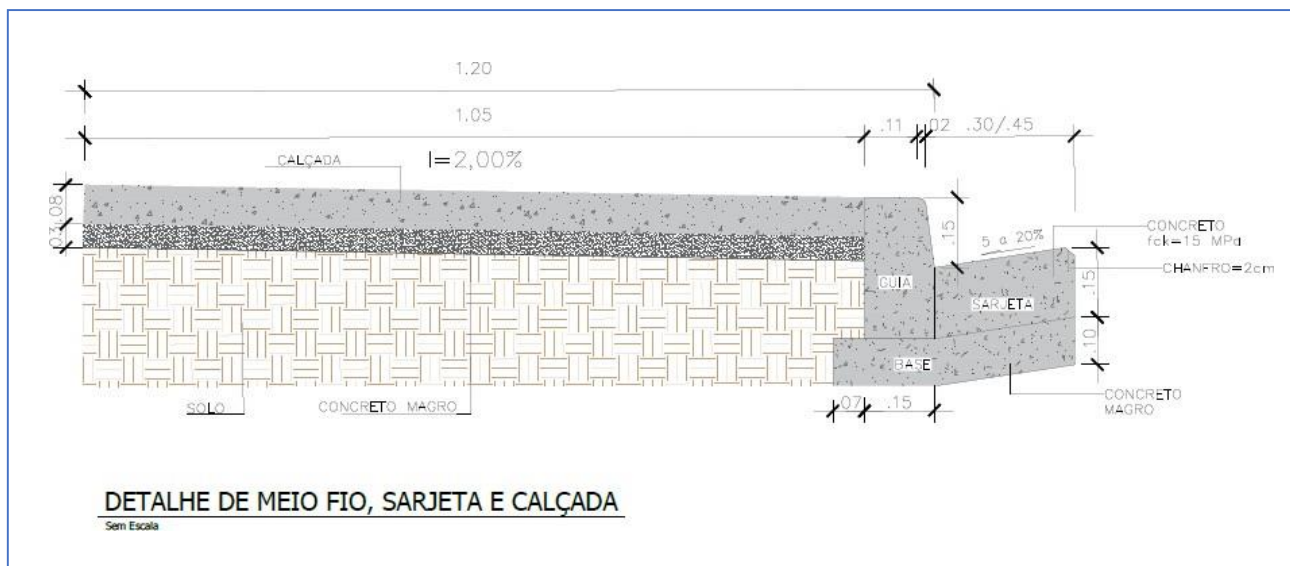 1.20
1.05
.11
.02
.30/.45
I=2,00%
CALÇADA
.08
.03
.15
5 a 20%
CONCRETO
fck=15 MPa
CHANFRO=2cm
GUIA
SARJETA
.15
BASE
.10
CONCRETO
MAGRO
.07
.15
SOLO
CONCRETO MAGRO
DETALHE DE MEIO FIO, SARJETA E CALÇADA
Sem Escala